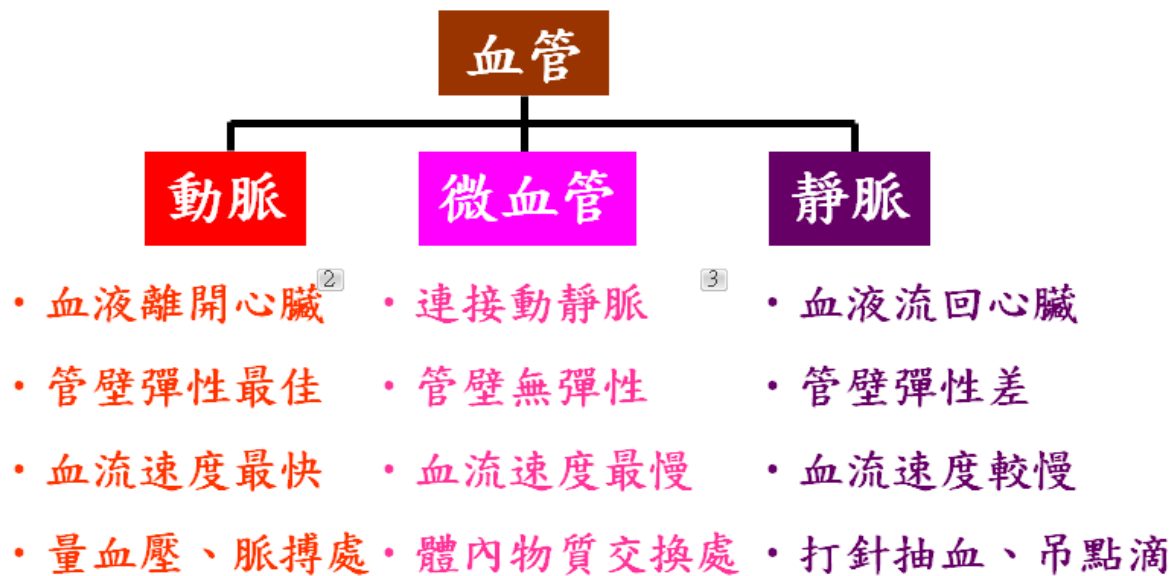 血管
動脈
微血管
靜脈
2
3
・血液離開心臟
・連接動靜脈
・血液流回心臟
・管壁彈性最佳
・管壁無彈性
・管壁彈性差
・血流速度最快
・血流速度最慢
・血流速度較慢
・量血壓、脈搏處
・體內物質交換處
・打針抽血、吊點滴